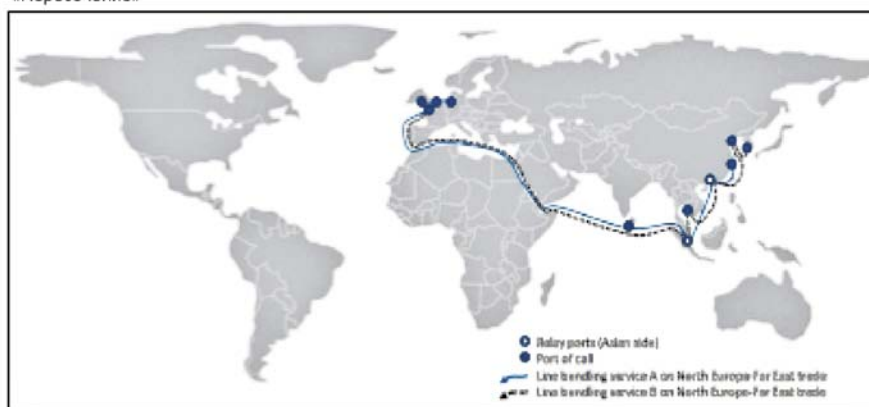 Relay ports (Asian side)
Port of call
Line bundling service A on North Europe-Far East trade
Line bundling service B on North Europe-Far East trade